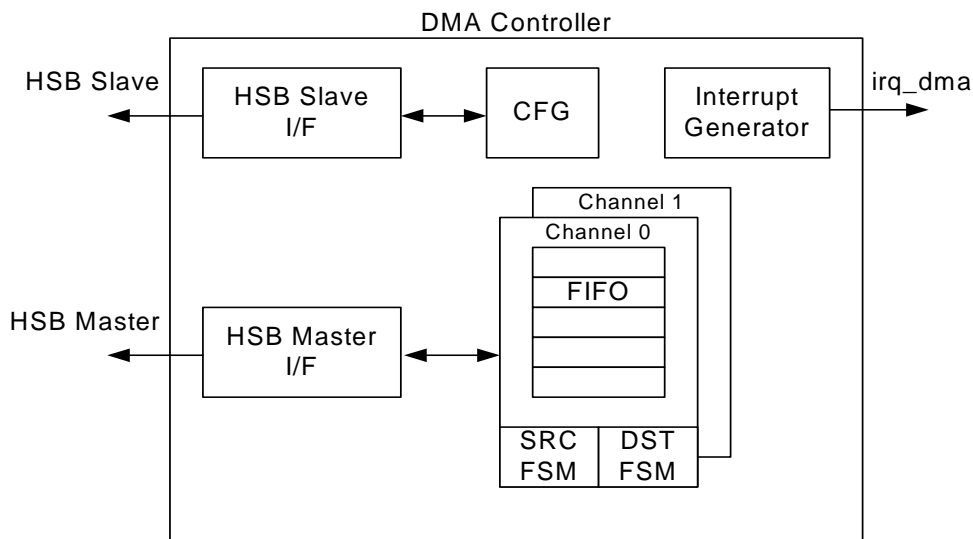 DMA Controller
HSB Slave
HSB Slave
I/F
CFG
Interrupt
Generator
irq_dma
Channel 1
Channel 0
FIFO
HSB Master
HSB Master
I/F
SRC
FSM
DST
FSM